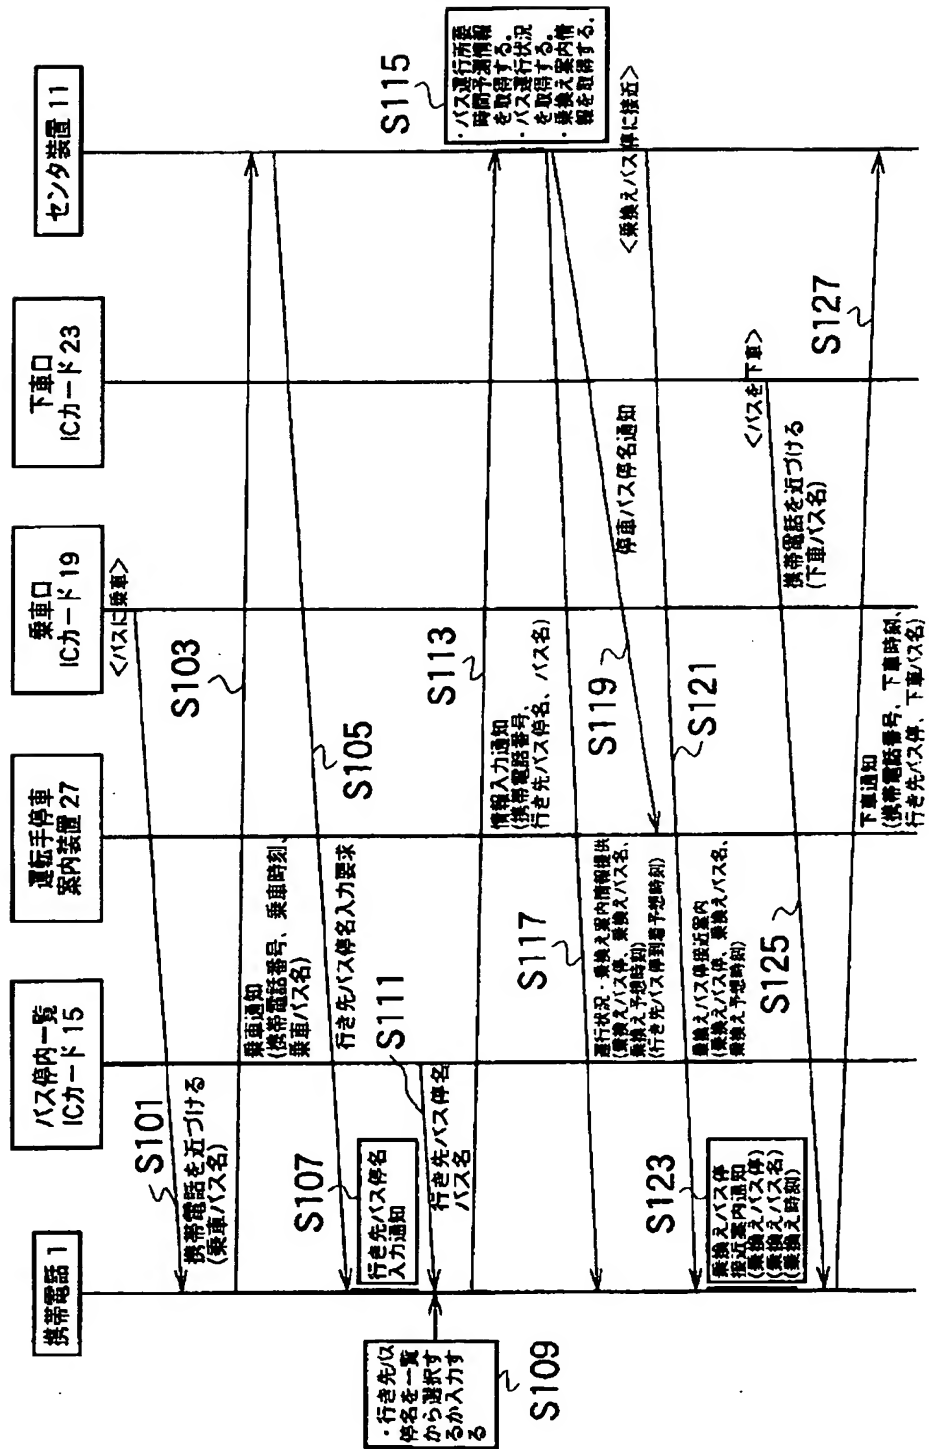 携帯電話 1
バス停内一覧
ICカード 15
運転手停車
案内装置 27
乗車口
ICカード 19
下車口
ICカード 23
センタ装置 11
<バスに乗車>
S101
携帯電話を近づける
(乗車バス名)
S103
乗車通知
(携帯電話番号、乗車時刻、
乗車バス名)
S105
行き先バス停名入力要求
S107
行き先バス停名
入力通知
・行き先バス
停名を一覧
から選択す
るか入力す
る
S109
S111
行き先バス停名
バス名
S113
情報入力通知
(携帯電話番号、
行き先バス停名、バス名)
S115
・バス運行所要
時間予測情報
を取得する。
・バス運行状況
を取得する。
・乗換え案内情
報を取得する。
S117
運行状況・乗換え案内情報提供
(乗換えバス停、乗換えバス名、
乗換え予想時刻)
(行き先バス停到着予想時刻)
S119
停車バス停名通知
<乗換えバス停に接近>
S121
乗換えバス停接近案内
(乗換えバス停、乗換えバス名、
乗換え予想時刻)
S123
乗換えバス停
接近案内通知
(乗換えバス停)
(乗換えバス名)
(乗換え時刻)
<バスを下車>
S125
携帯電話を近づける
(下車バス名)
S127
下車通知
(携帯電話番号、下車時刻、
行き先バス停、下車バス名)